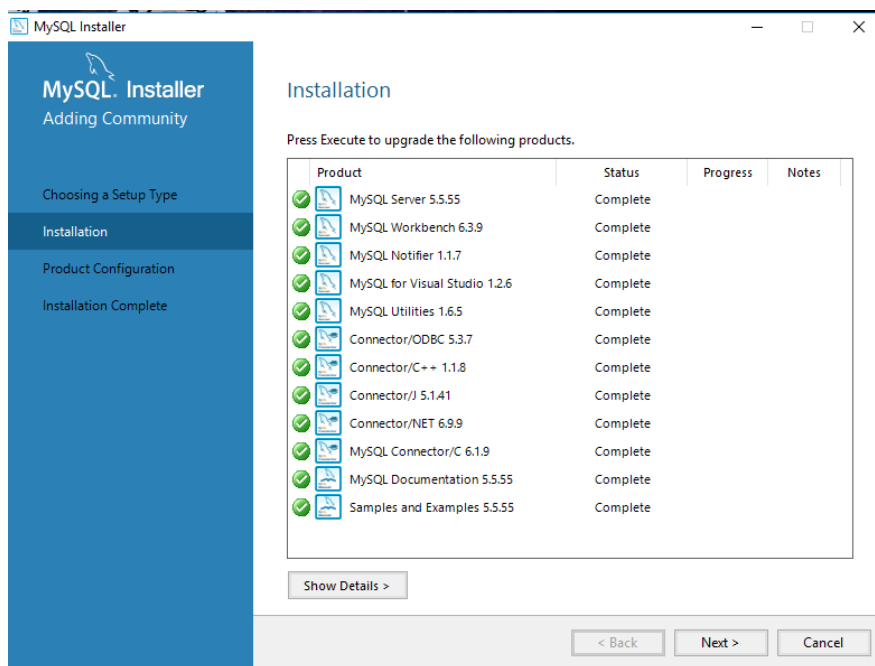 MySQL Installer
MySQL. Installer
Adding Community
Choosing a Setup Type
Installation
Product Configuration
Installation Complete
Installation
Press Execute to upgrade the following products.
Product Status Progress Notes
MySQL Server 5.5.55 Complete
MySQL Workbench 6.3.9 Complete
MySQL Notifier 1.1.7 Complete
MySQL for Visual Studio 1.2.6 Complete
MySQL Utilities 1.6.5 Complete
Connector/ODBC 5.3.7 Complete
Connector/C++ 1.1.8 Complete
Connector/J 5.1.41 Complete
Connector/NET 6.9.9 Complete
MySQL Connector/C 6.1.9 Complete
MySQL Documentation 5.5.55 Complete
Samples and Examples 5.5.55 Complete
Show Details >
< Back Next > Cancel